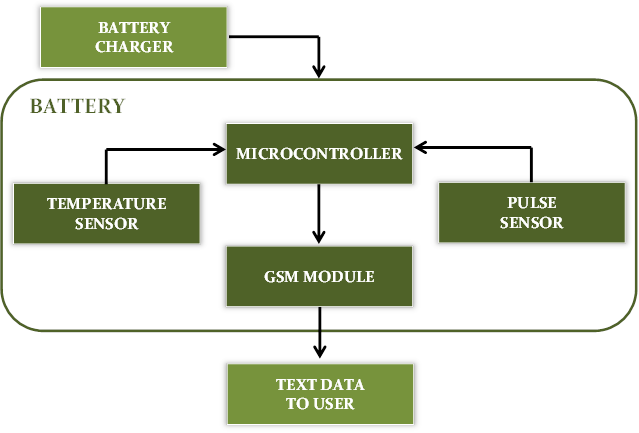 BATTERY
CHARGER
BATTERY
MICROCONTROLLER
TEMPERATURE
SENSOR
PULSE
SENSOR
GSM MODULE
TEXT DATA
TO USER